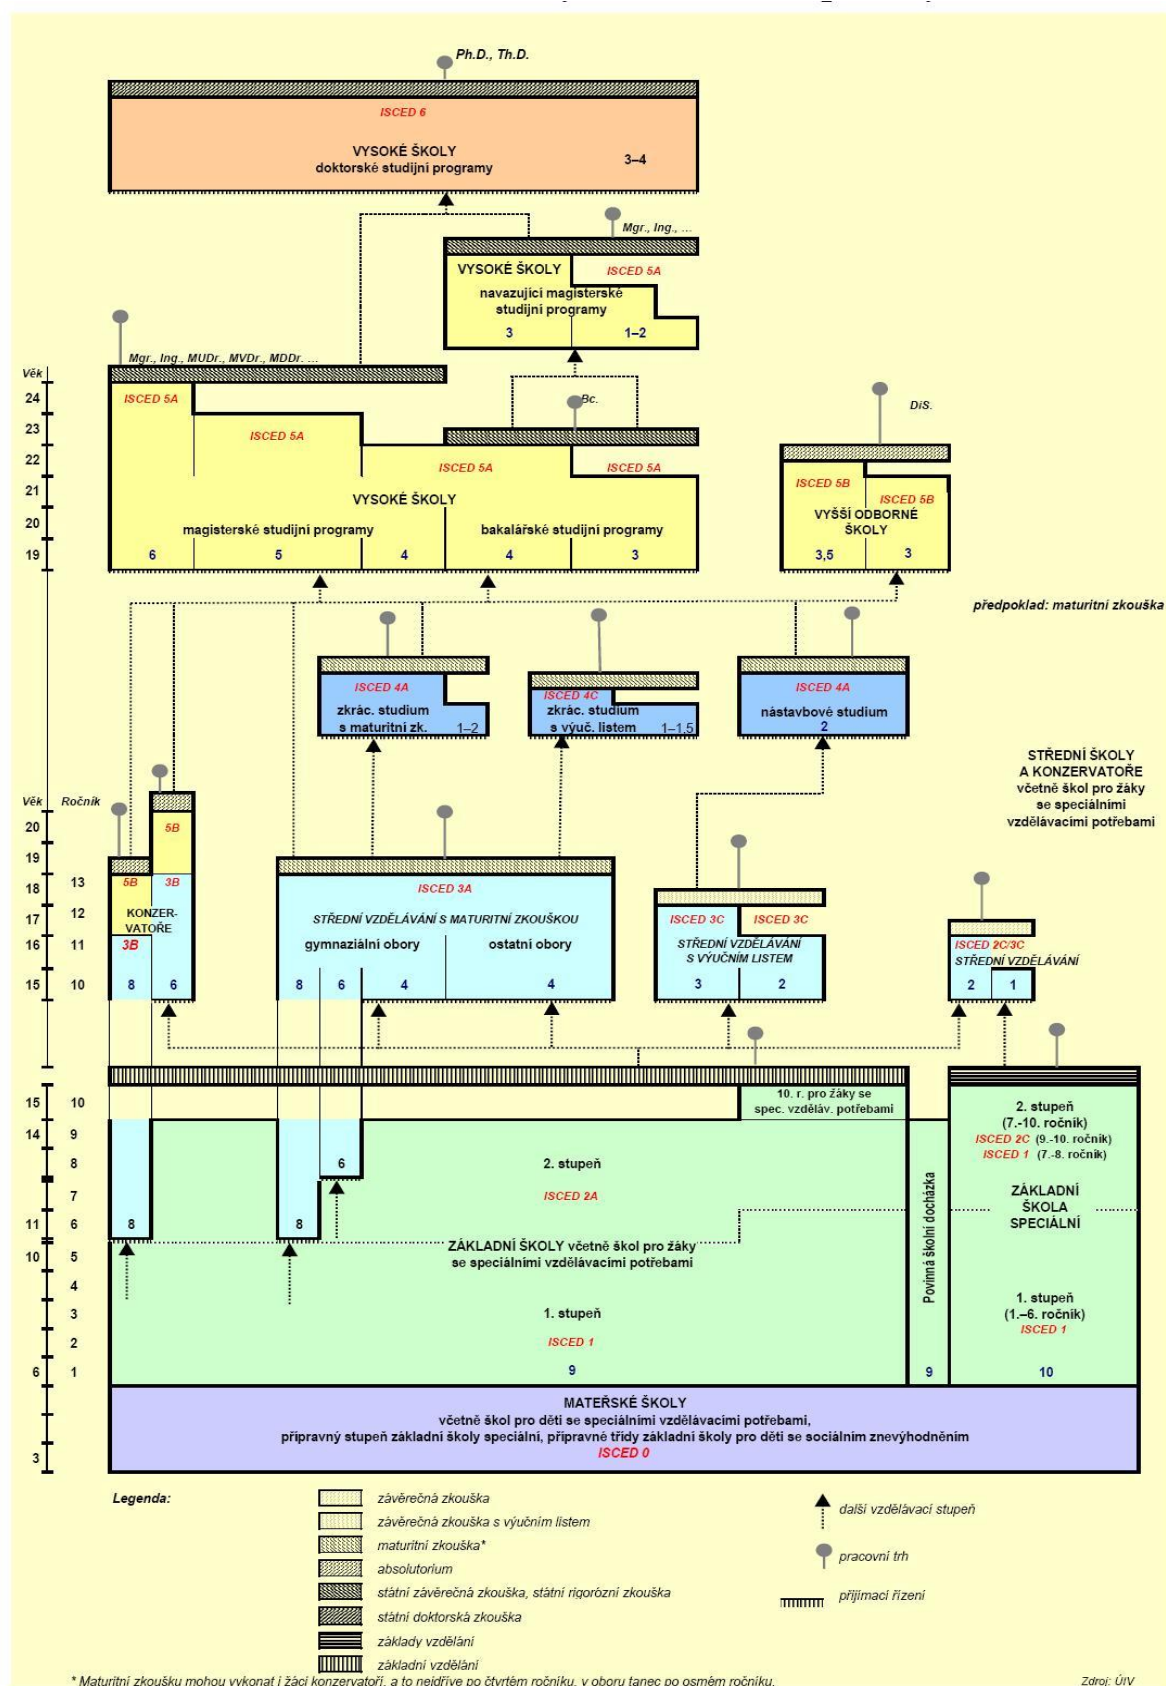 Ph.D., Th.D.
ISCED 6
VYSOKÉ ŠKOLY
doktorské studijní programy
3–4
Mgr., Ing., ...
VYSOKÉ ŠKOLY
ISCED 5A
navazující magisterské
studijní programy
3
1–2
Mgr., Ing., MUDr., MVDr., MDDr. ...
Věk
24
ISCED 5A
Bc.
DiS.
23
ISCED 5A
22
ISCED 5A
ISCED 5A
21
ISCED 5B
ISCED 5B
VYSOKÉ ŠKOLY
20
VYŠŠÍ ODBORNÉ
ŠKOLY
magisterské studijní programy
bakalářské studijní programy
19
6
5
4
4
3
3,5
3
předpoklad: maturitní zkouška
ISCED 4A
zkrác. studium
s maturitní zk.
1–2
ISCED 4C
zkrác. studium
s výuč. listem
1–1,5
ISCED 4A
nástavbové studium
2
STŘEDNÍ ŠKOLY
A KONZERVATOŘE
včetně škol pro žáky
se speciálními
vzdělávacími potřebami
Věk
Ročník
20
5B
19
18
13
5B
3B
ISCED 3A
17
12
KONZER-
VATOŘE
STŘEDNÍ VZDĚLÁVÁNÍ S MATURITNÍ ZKOUŠKOU
ISCED 3C
ISCED 3C
16
11
3B
gymnaziální obory
ostatní obory
STŘEDNÍ VZDĚLÁVÁNÍ
S VÝUČNÍM LISTEM
ISCED 2C/3C
STŘEDNÍ VZDĚLÁVÁNÍ
15
10
8
6
8
6
4
4
3
2
2
1
15
10
10. r. pro žáky se
spec. vzděláv. potřebami
2. stupeň
(7.-10. ročník)
ISCED 2C (9.-10. ročník)
ISCED 1 (7.-8. ročník)
14
9
8
6
2. stupeň
7
ISCED 2A
ZÁKLADNÍ
ŠKOLA
SPECIÁLNÍ
11
6
8
8
10
5
ZÁKLADNÍ ŠKOLY včetně škol pro žáky
se speciálními vzdělávacími potřebami
Povinná školní docházka
4
3
1. stupeň
1. stupeň
(1.–6. ročník)
ISCED 1
2
ISCED 1
6
1
9
9
10
MATEŘSKÉ ŠKOLY
včetně škol pro děti se speciálními vzdělávacími potřebami,
přípravný stupeň základní školy speciální, přípravné třídy základní školy pro děti se sociálním znevýhodněním
3
ISCED 0
Legenda:
závěrečná zkouška
závěrečná zkouška s výučním listem
maturitní zkouška*
absolutorium
státní závěrečná zkouška, státní rigorózní zkouška
státní doktorská zkouška
základy vzdělání
základní vzdělání
další vzdělávací stupeň
pracovní trh
přijímací řízení
* Maturitní zkoušku mohou vykonat i žáci konzervatoří, a to nejdříve po čtvrtém ročníku, v oboru tanec po osmém ročníku.
Zdroj: ÚIV